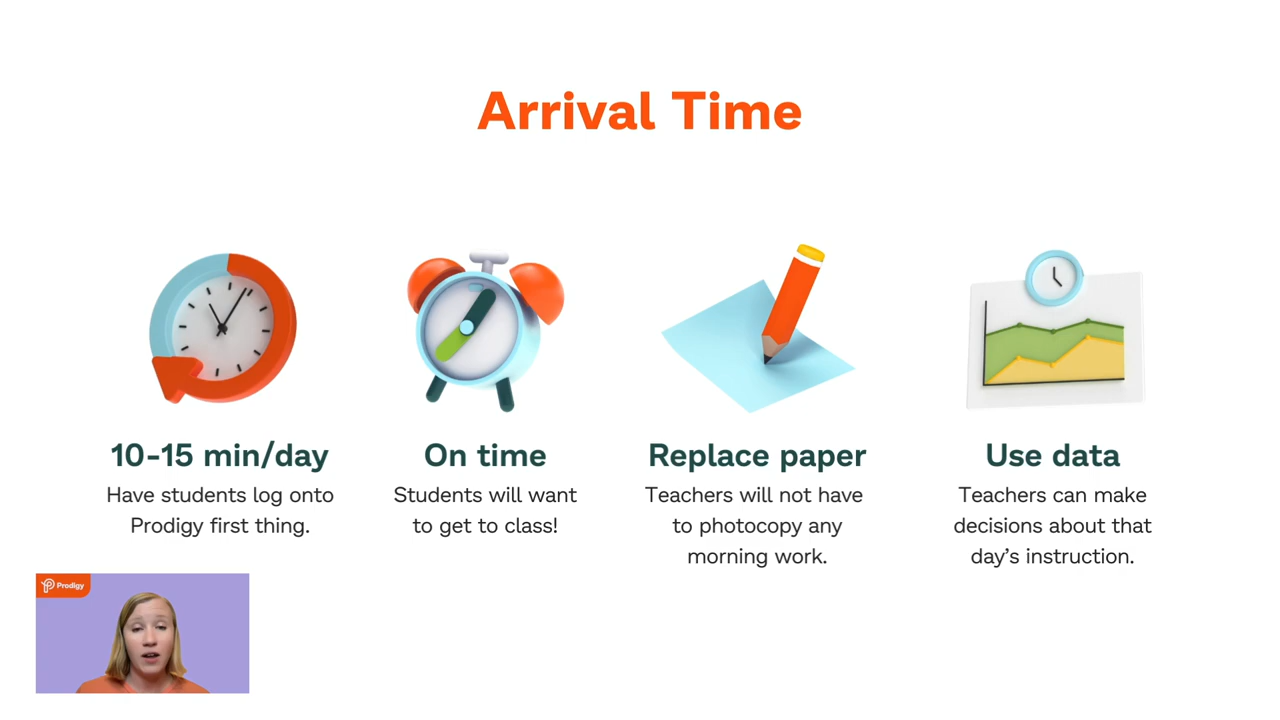 Arrival Time
10-15 min/day
Have students log onto
Prodigy first thing.
On time
Students will want
to get to class!
Replace paper
Teachers will not have
to photocopy any
morning work.
Use data
Teachers can make
decisions about that
day's instruction.
Prodigy